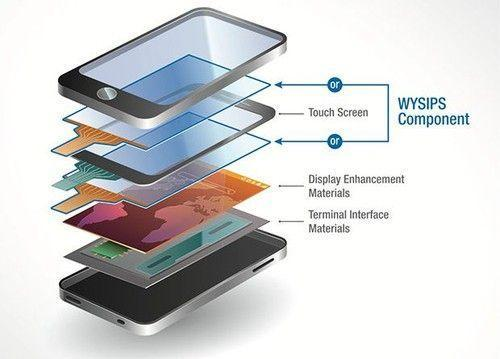 or
WYSIPS
Component
Touch Screen
or
Display Enhancement
Materials
Terminal Interface
Materials